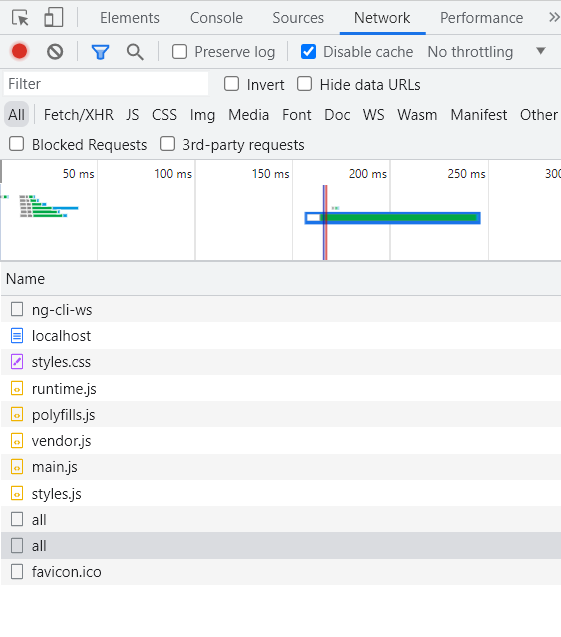 Elements Console Sources Network Performance »
Preserve log Disable cache No throttling
Filter Invert Hide data URLs
All Fetch/XHR JS CSS Img Media Font Doc WS Wasm Manifest Other
Blocked Requests 3rd-party requests
50 ms 100 ms 150 ms 200 ms 250 ms 300
Name
ng-cli-ws
localhost
styles.css
runtime.js
polyfills.js
vendor.js
main.js
styles.js
all
all
favicon.ico